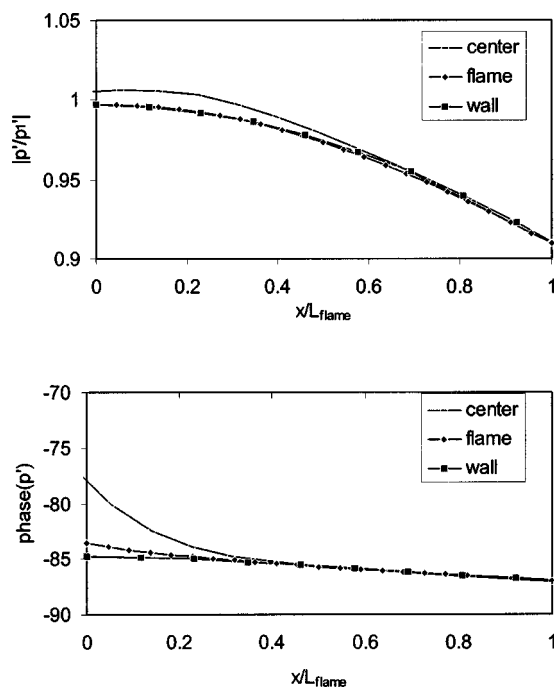 1.05
center
flame
wall
1
0.95
0.9
|p'/p1'|
0 0.2 0.4 0.6 0.8 1
x/Lflame
-70
center
flame
wall
-75
-80
-85
-90
phase(p')
0 0.2 0.4 0.6 0.8 1
x/Lflame